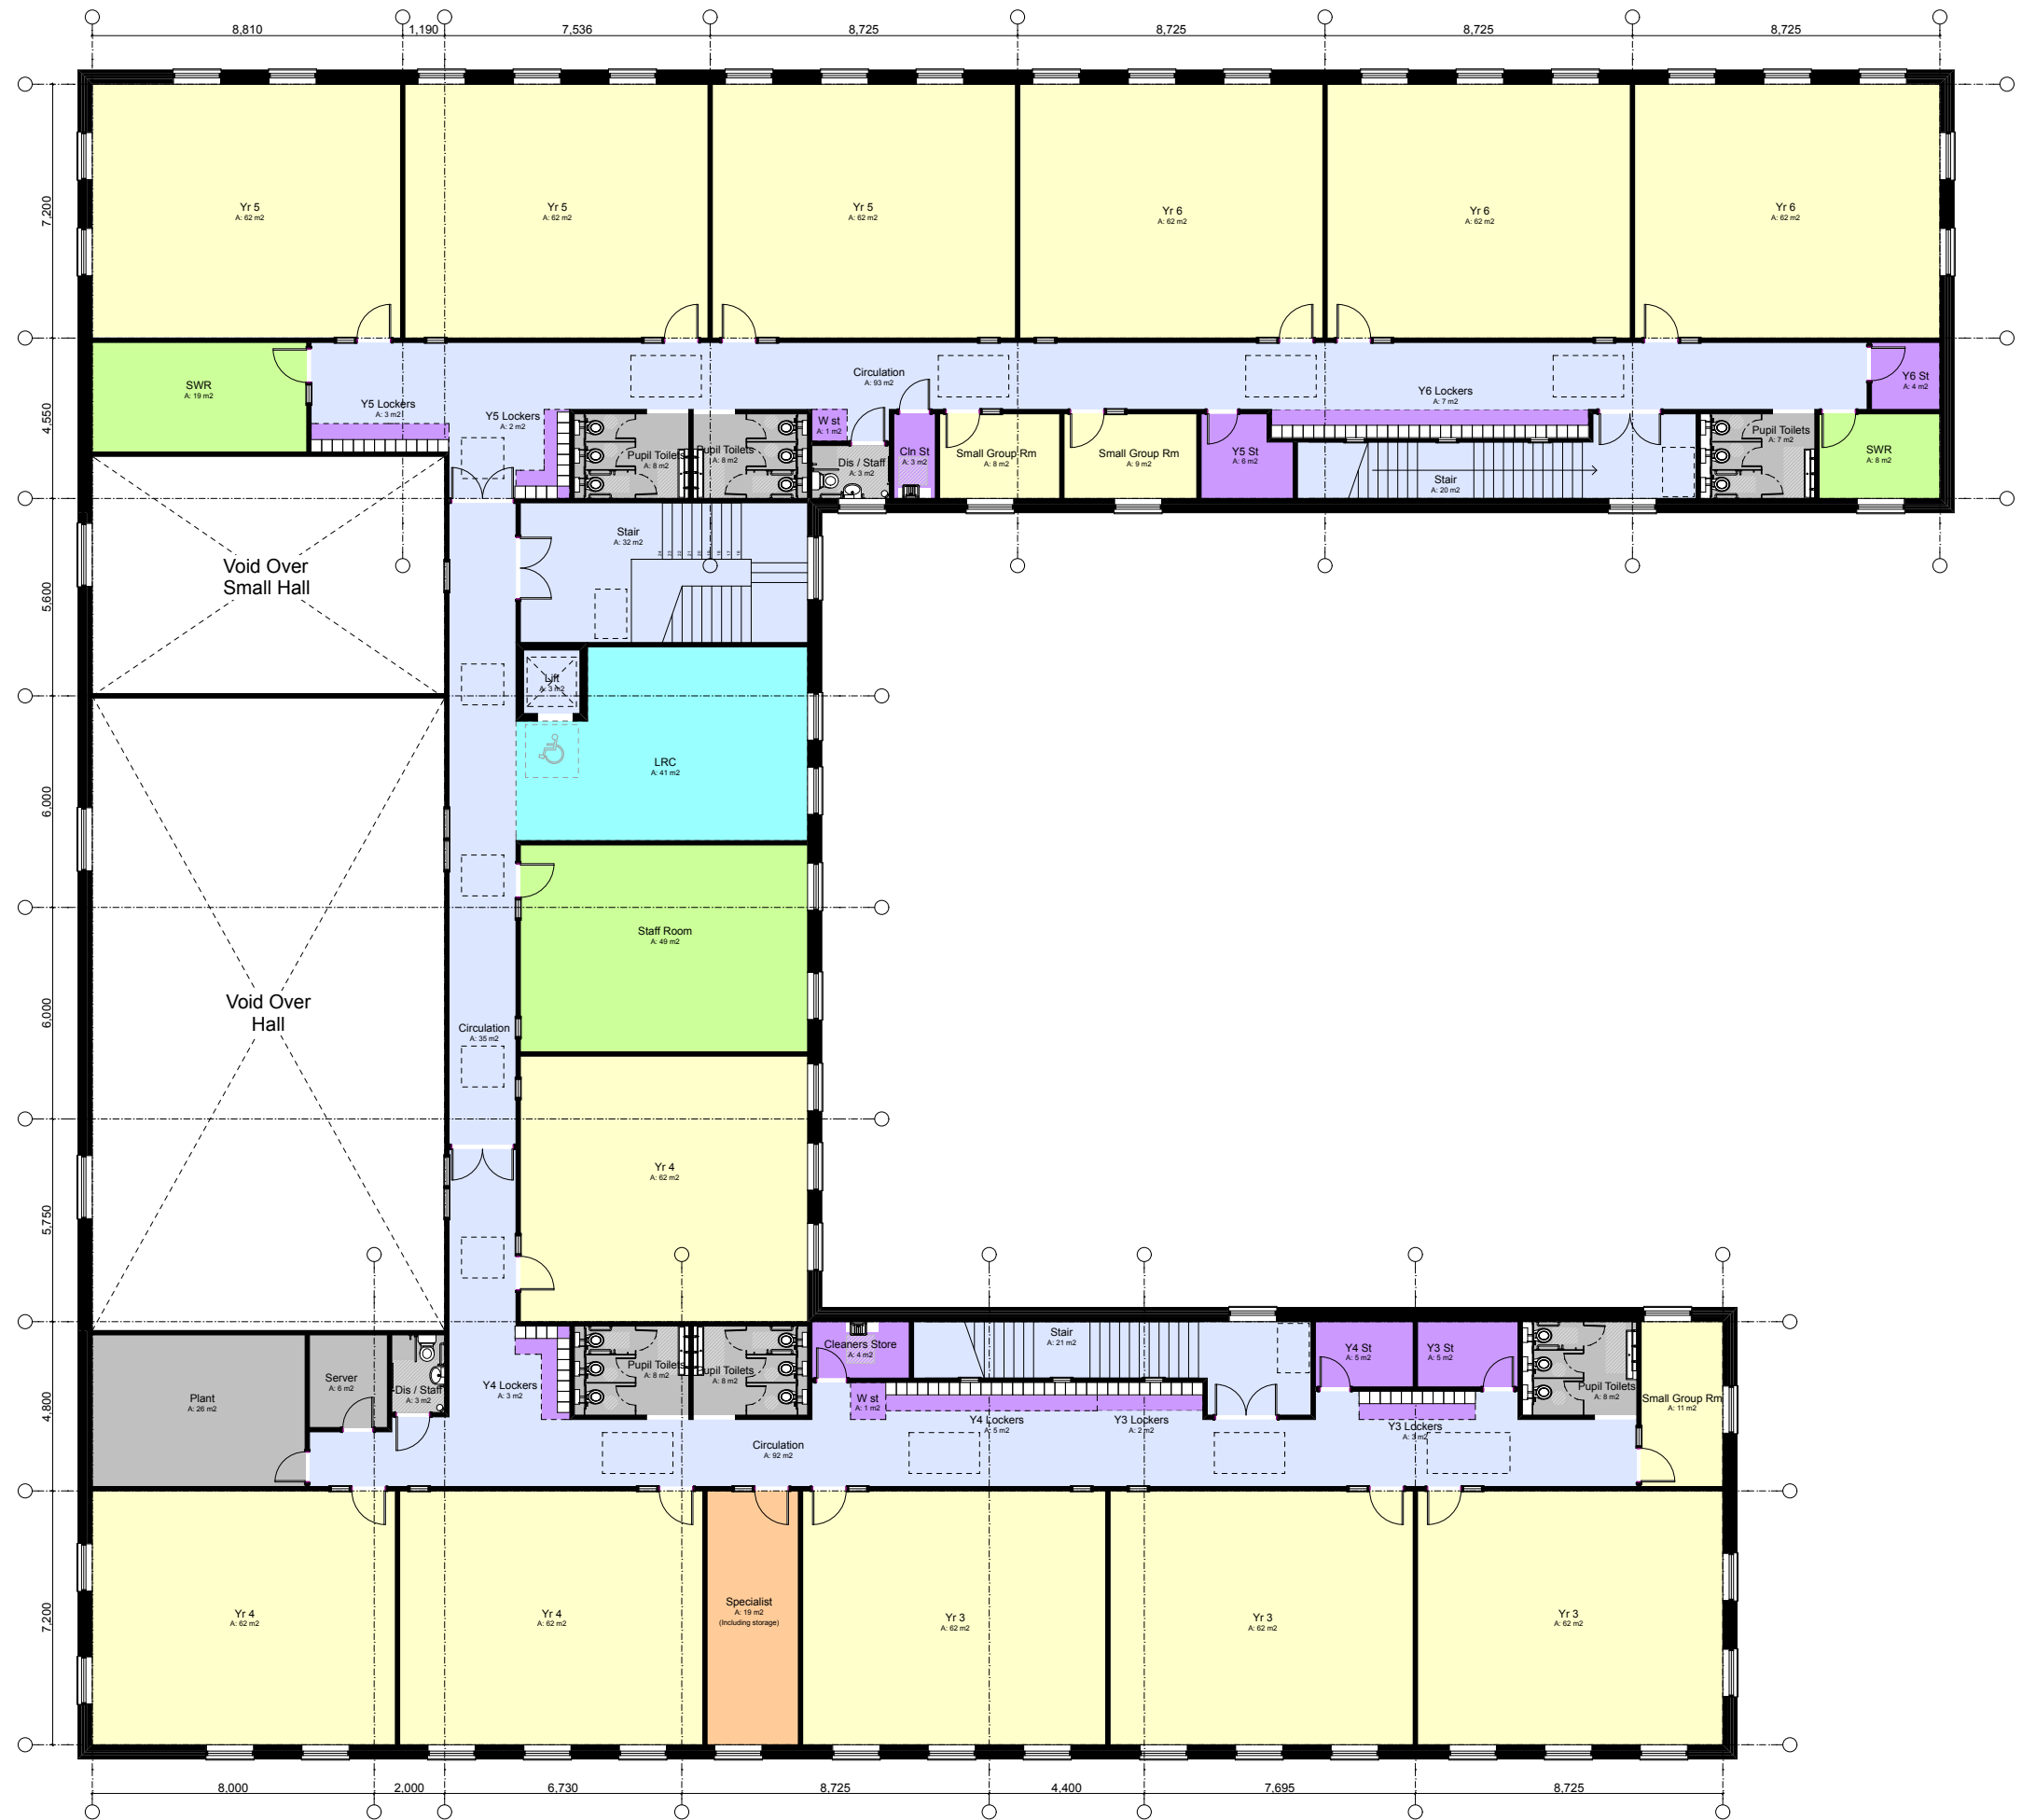 8,810
1,190
7,536
8,725
8,725
8,725
8,725
7,200
4,550
5,600
6,000
6,000
5,750
4,800
7,200
Yr 5
A: 62 m2
Yr 5
A: 62 m2
Yr 5
A: 62 m2
Yr 6
A: 62 m2
Yr 6
A: 62 m2
Yr 6
A: 62 m2
SWR
A: 19 m2
Y5 Lockers
A: 3 m2
Y5 Lockers
A: 2 m2
Circulation
A: 93 m2
Y6 Lockers
A: 7 m2
Y6 St
A: 4 m2
Pupil Toilets
A: 8 m2
Pupil Toilets
A: 8 m2
W st
A: 1 m2
Dis / Staff
A: 3 m2
Cln St
A: 3 m2
Small Group Rm
A: 8 m2
Small Group Rm
A: 9 m2
Y5 St
A: 6 m2
Stair
A: 20 m2
Pupil Toilets
A: 7 m2
SWR
A: 8 m2
Void Over
Small Hall
Stair
A: 32 m2
Lift
A: 3 m2
LRC
A: 41 m2
Staff Room
A: 49 m2
Void Over
Hall
Circulation
A: 35 m2
Yr 4
A: 62 m2
Plant
A: 26 m2
Server
A: 6 m2
Dis / Staff
A: 3 m2
Y4 Lockers
A: 3 m2
Pupil Toilets
A: 8 m2
Pupil Toilets
A: 8 m2
Cleaners Store
A: 4 m2
W st
A: 1 m2
Stair
A: 21 m2
Y4 Lockers
A: 5 m2
Y3 Lockers
A: 2 m2
Y4 St
A: 5 m2
Y3 St
A: 5 m2
Y3 Lockers
A: 3 m2
Pupil Toilets
A: 8 m2
Small Group Rm
A: 11 m2
Circulation
A: 92 m2
Yr 4
A: 62 m2
Yr 4
A: 62 m2
Specialist
A: 19 m2
(Including storage)
Yr 3
A: 62 m2
Yr 3
A: 62 m2
Yr 3
A: 62 m2
8,000
2,000
6,730
8,725
4,400
7,695
8,725